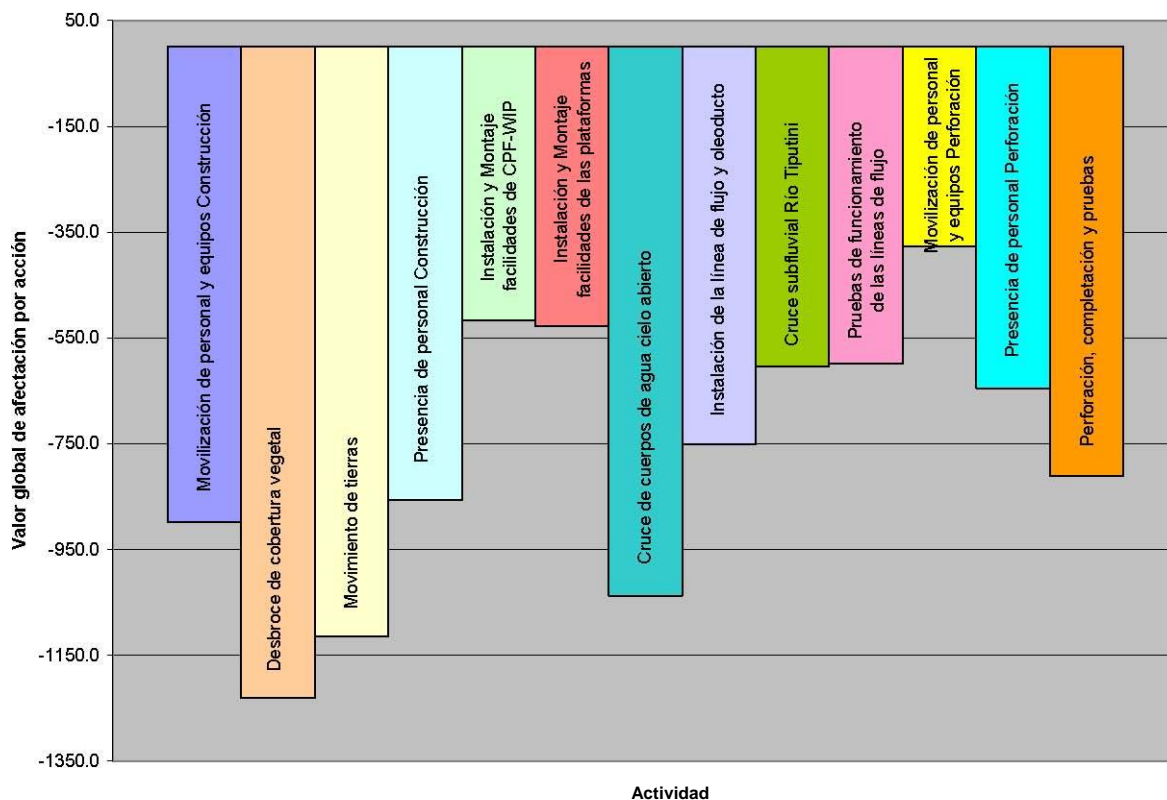 50.0
-150.0
-350.0
-550.0
-750.0
-950.0
-1150.0
-1350.0
Valor global de afectación por acción
Movilización de personal y equipos Construcción
Desbroce de cobertura vegetal
Movimiento de tierras
Presencia de personal Construcción
Instalación y Montaje
facilidades de CPF-WIP
Instalación y Montaje
facilidades de las plataformas
Cruce de cuerpos de agua cielo abierto
Instalación de la línea de flujo y oleoducto
Cruce subfluvial Río Tiputini
Pruebas de funcionamiento
de las líneas de flujo
Movilización de personal
y equipos Perforación
Presencia de personal Perforación
Perforación, completación y pruebas
Actividad